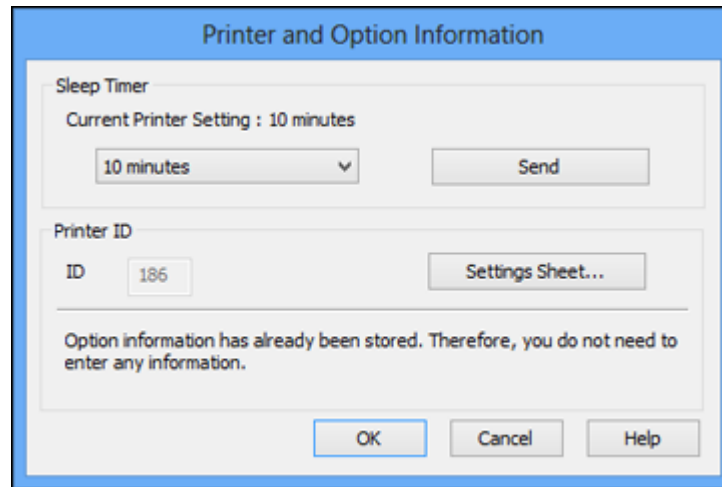 Printer and Option Information
Sleep Timer
Current Printer Setting : 10 minutes
10 minutes
Send
Printer ID
ID
186
Settings Sheet...
Option information has already been stored. Therefore, you do not need to
enter any information.
OK
Cancel
Help